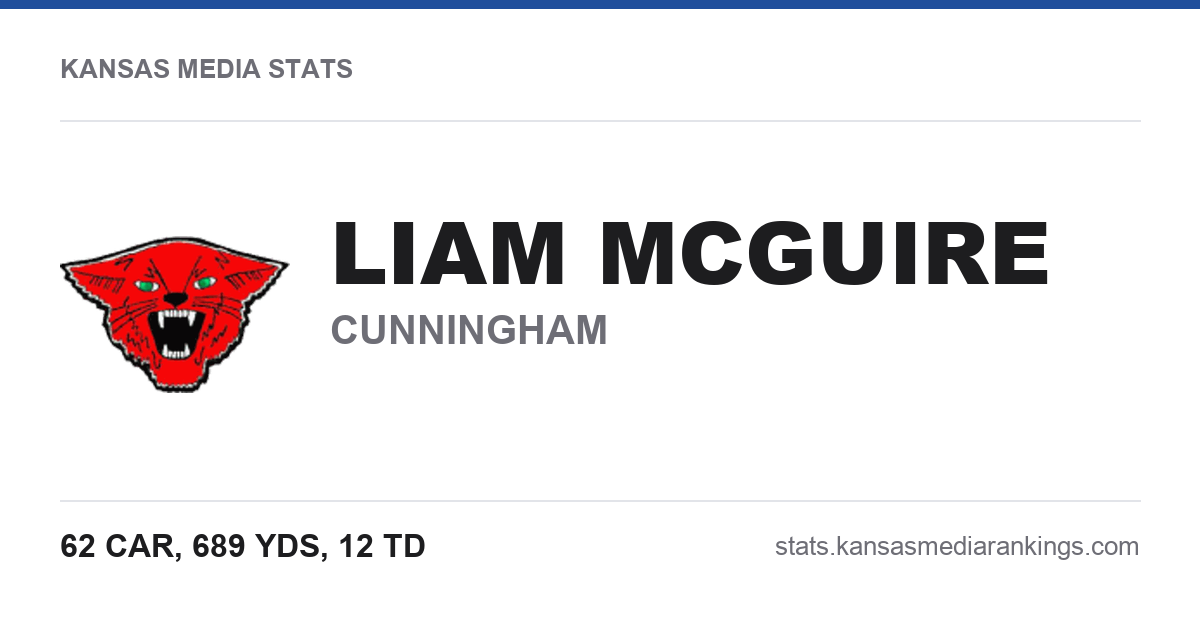 KANSAS MEDIA STATS
LIAM MCGUIRE
CUNNINGHAM
62 CAR, 689 YDS, 12 TD
stats.kansasmediarankings.com